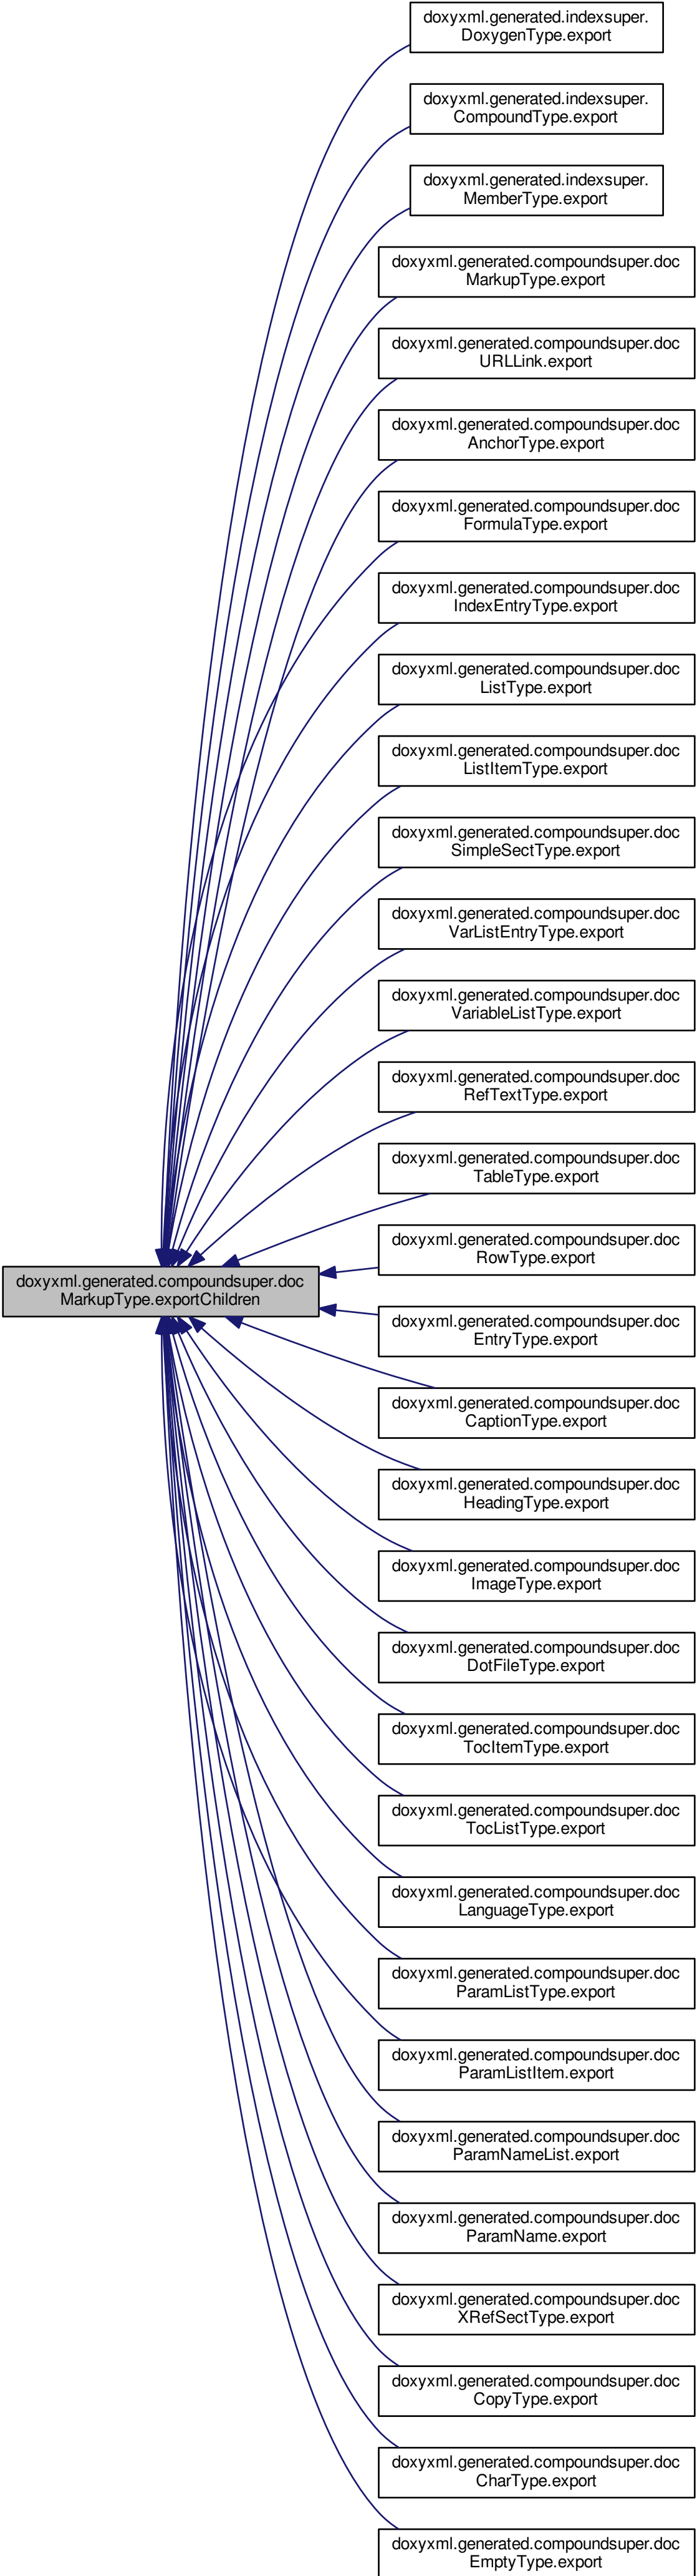 doxyxml.generated.indexsuper.
DoxygenType.export
doxyxml.generated.indexsuper.
CompoundType.export
doxyxml.generated.indexsuper.
MemberType.export
doxyxml.generated.compoundsuper.doc
MarkupType.export
doxyxml.generated.compoundsuper.doc
URLLink.export
doxyxml.generated.compoundsuper.doc
AnchorType.export
doxyxml.generated.compoundsuper.doc
FormulaType.export
doxyxml.generated.compoundsuper.doc
IndexEntryType.export
doxyxml.generated.compoundsuper.doc
ListType.export
doxyxml.generated.compoundsuper.doc
ListItemType.export
doxyxml.generated.compoundsuper.doc
SimpleSectType.export
doxyxml.generated.compoundsuper.doc
VarListEntryType.export
doxyxml.generated.compoundsuper.doc
VariableListType.export
doxyxml.generated.compoundsuper.doc
RefTextType.export
doxyxml.generated.compoundsuper.doc
TableType.export
doxyxml.generated.compoundsuper.doc
RowType.export
doxyxml.generated.compoundsuper.doc
MarkupType.exportChildren
doxyxml.generated.compoundsuper.doc
EntryType.export
doxyxml.generated.compoundsuper.doc
CaptionType.export
doxyxml.generated.compoundsuper.doc
HeadingType.export
doxyxml.generated.compoundsuper.doc
ImageType.export
doxyxml.generated.compoundsuper.doc
DotFileType.export
doxyxml.generated.compoundsuper.doc
TocItemType.export
doxyxml.generated.compoundsuper.doc
TocListType.export
doxyxml.generated.compoundsuper.doc
LanguageType.export
doxyxml.generated.compoundsuper.doc
ParamListType.export
doxyxml.generated.compoundsuper.doc
ParamListItem.export
doxyxml.generated.compoundsuper.doc
ParamNameList.export
doxyxml.generated.compoundsuper.doc
ParamName.export
doxyxml.generated.compoundsuper.doc
XRefSectType.export
doxyxml.generated.compoundsuper.doc
CopyType.export
doxyxml.generated.compoundsuper.doc
CharType.export
doxyxml.generated.compoundsuper.doc
EmptyType.export